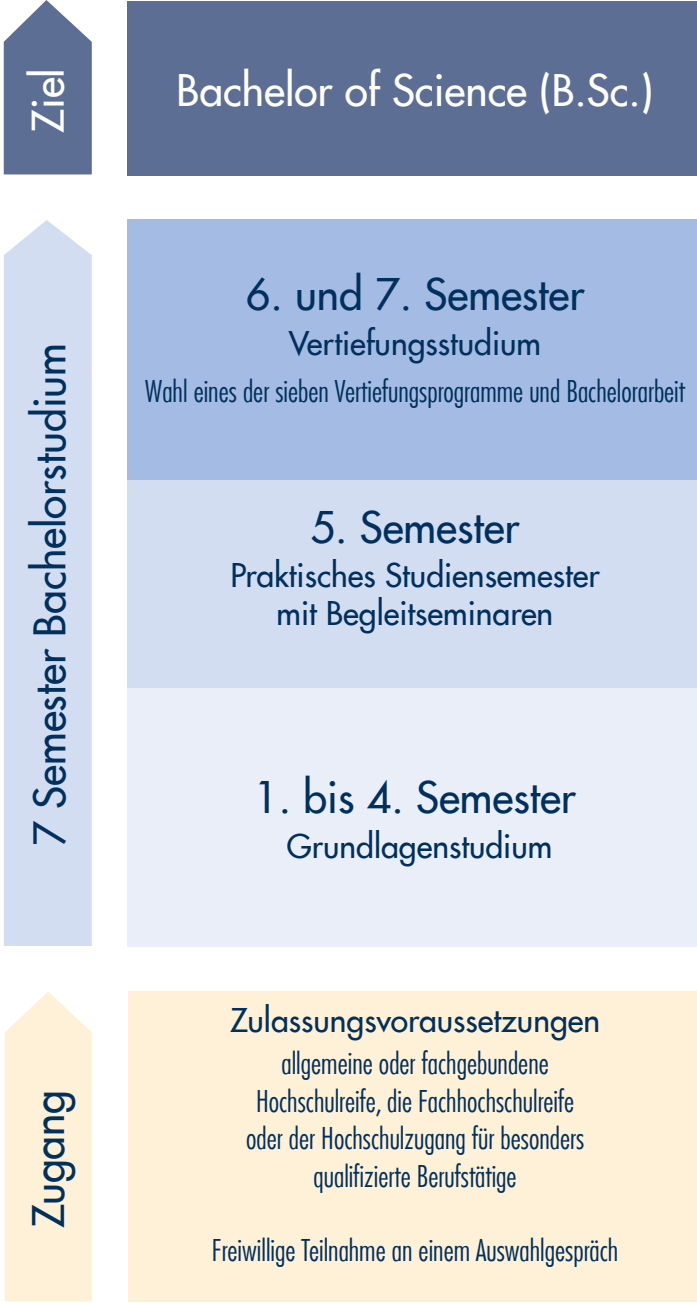 Ziel
Bachelor of Science (B.Sc.)
7 Semester Bachelorstudium
6. und 7. Semester
Vertiefungsstudium
Wahl eines der sieben Vertiefungsprogramme und Bachelorarbeit
5. Semester
Praktisches Studiensemester
mit Begleitseminaren
1. bis 4. Semester
Grundlagenstudium
Zugang
Zulassungsvoraussetzungen
allgemeine oder fachgebundene
Hochschulreife, die Fachhochschulreife
oder der Hochschulzugang für besonders
qualifizierte Berufstätige
Freiwillige Teilnahme an einem Auswahlgespräch